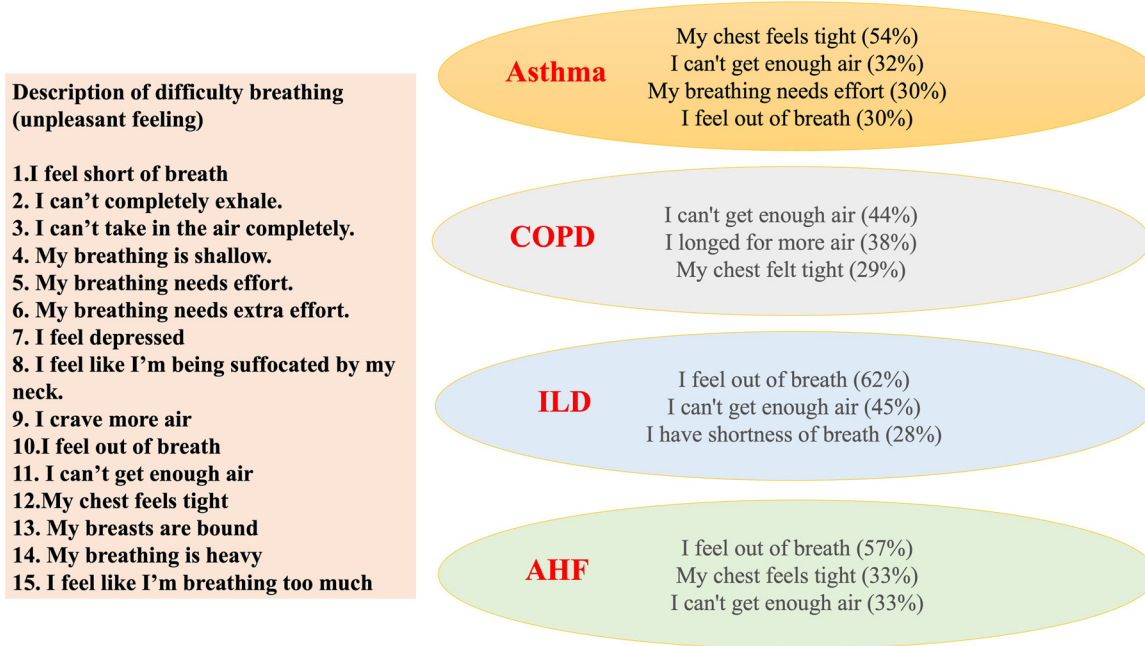 Description of difficulty breathing
(unpleasant feeling)
1.I feel short of breath
2. I can’t completely exhale.
3. I can’t take in the air completely.
4. My breathing is shallow.
5. My breathing needs effort.
6. My breathing needs extra effort.
7. I feel depressed
8. I feel like I’m being suffocated by my
neck.
9. I crave more air
10.I feel out of breath
11. I can’t get enough air
12.My chest feels tight
13. My breasts are bound
14. My breathing is heavy
15. I feel like I’m breathing too much
Asthma
My chest feels tight (54%)
I can't get enough air (32%)
My breathing needs effort (30%)
I feel out of breath (30%)
COPD
I can't get enough air (44%)
I longed for more air (38%)
My chest felt tight (29%)
ILD
I feel out of breath (62%)
I can't get enough air (45%)
I have shortness of breath (28%)
AHF
I feel out of breath (57%)
My chest feels tight (33%)
I can't get enough air (33%)